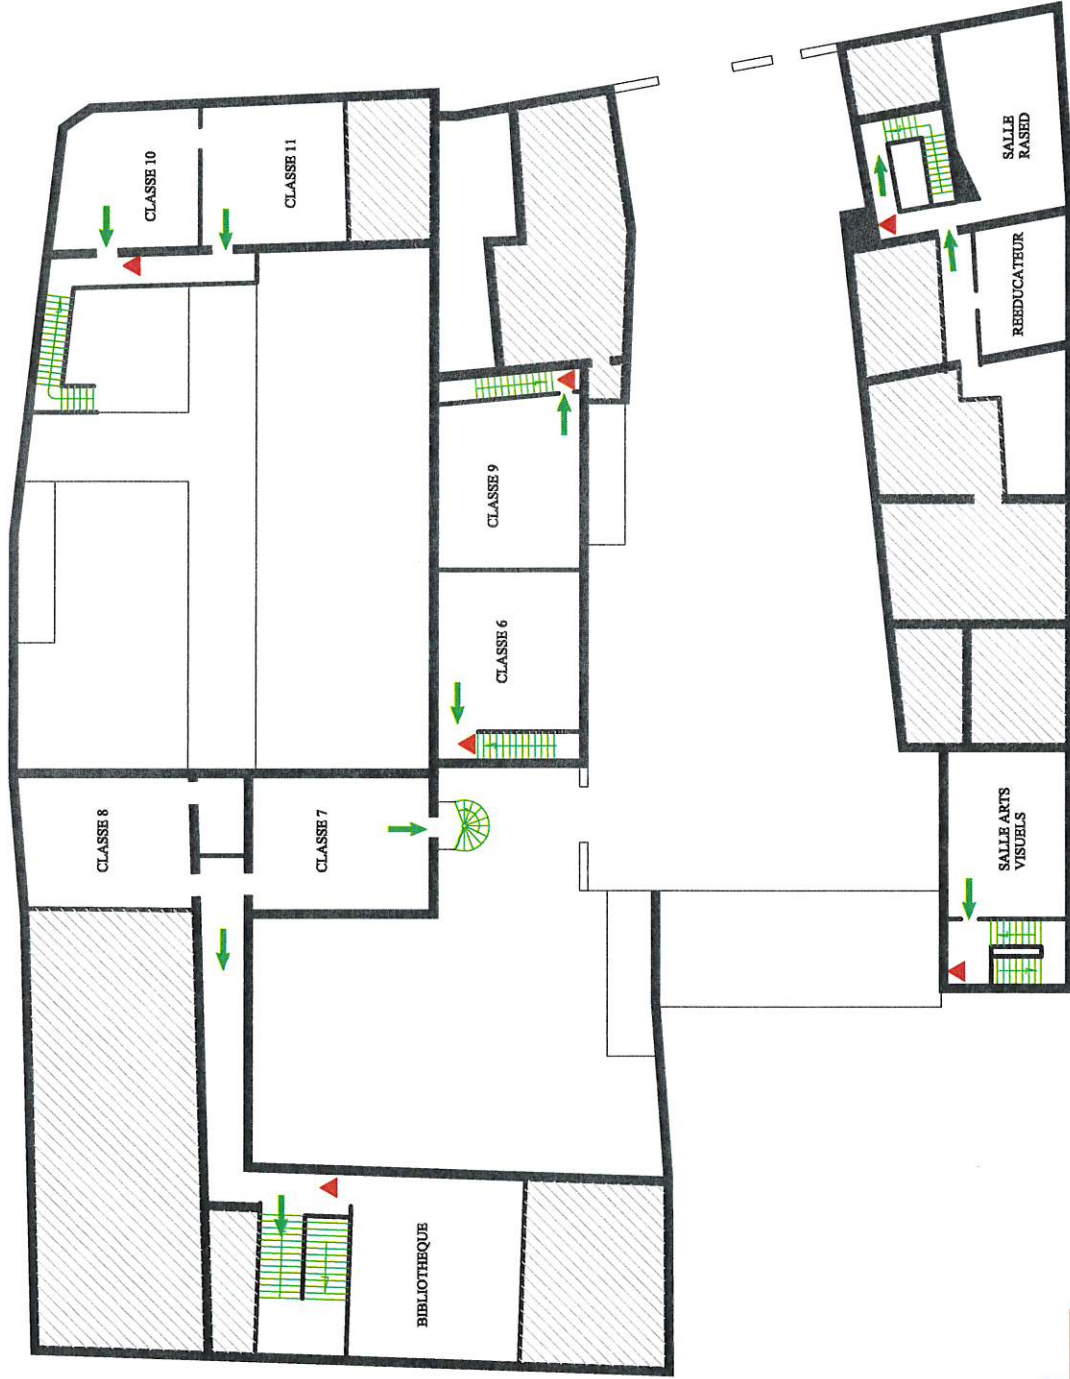 CLASSE 10
CLASSE 11
CLASSE 9
CLASSE 6
CLASSE 8
CLASSE 7
BIBLIOTHEQUE
SALLE
RASED
REEDUCATEUR
SALLE ARTS
VISUELS